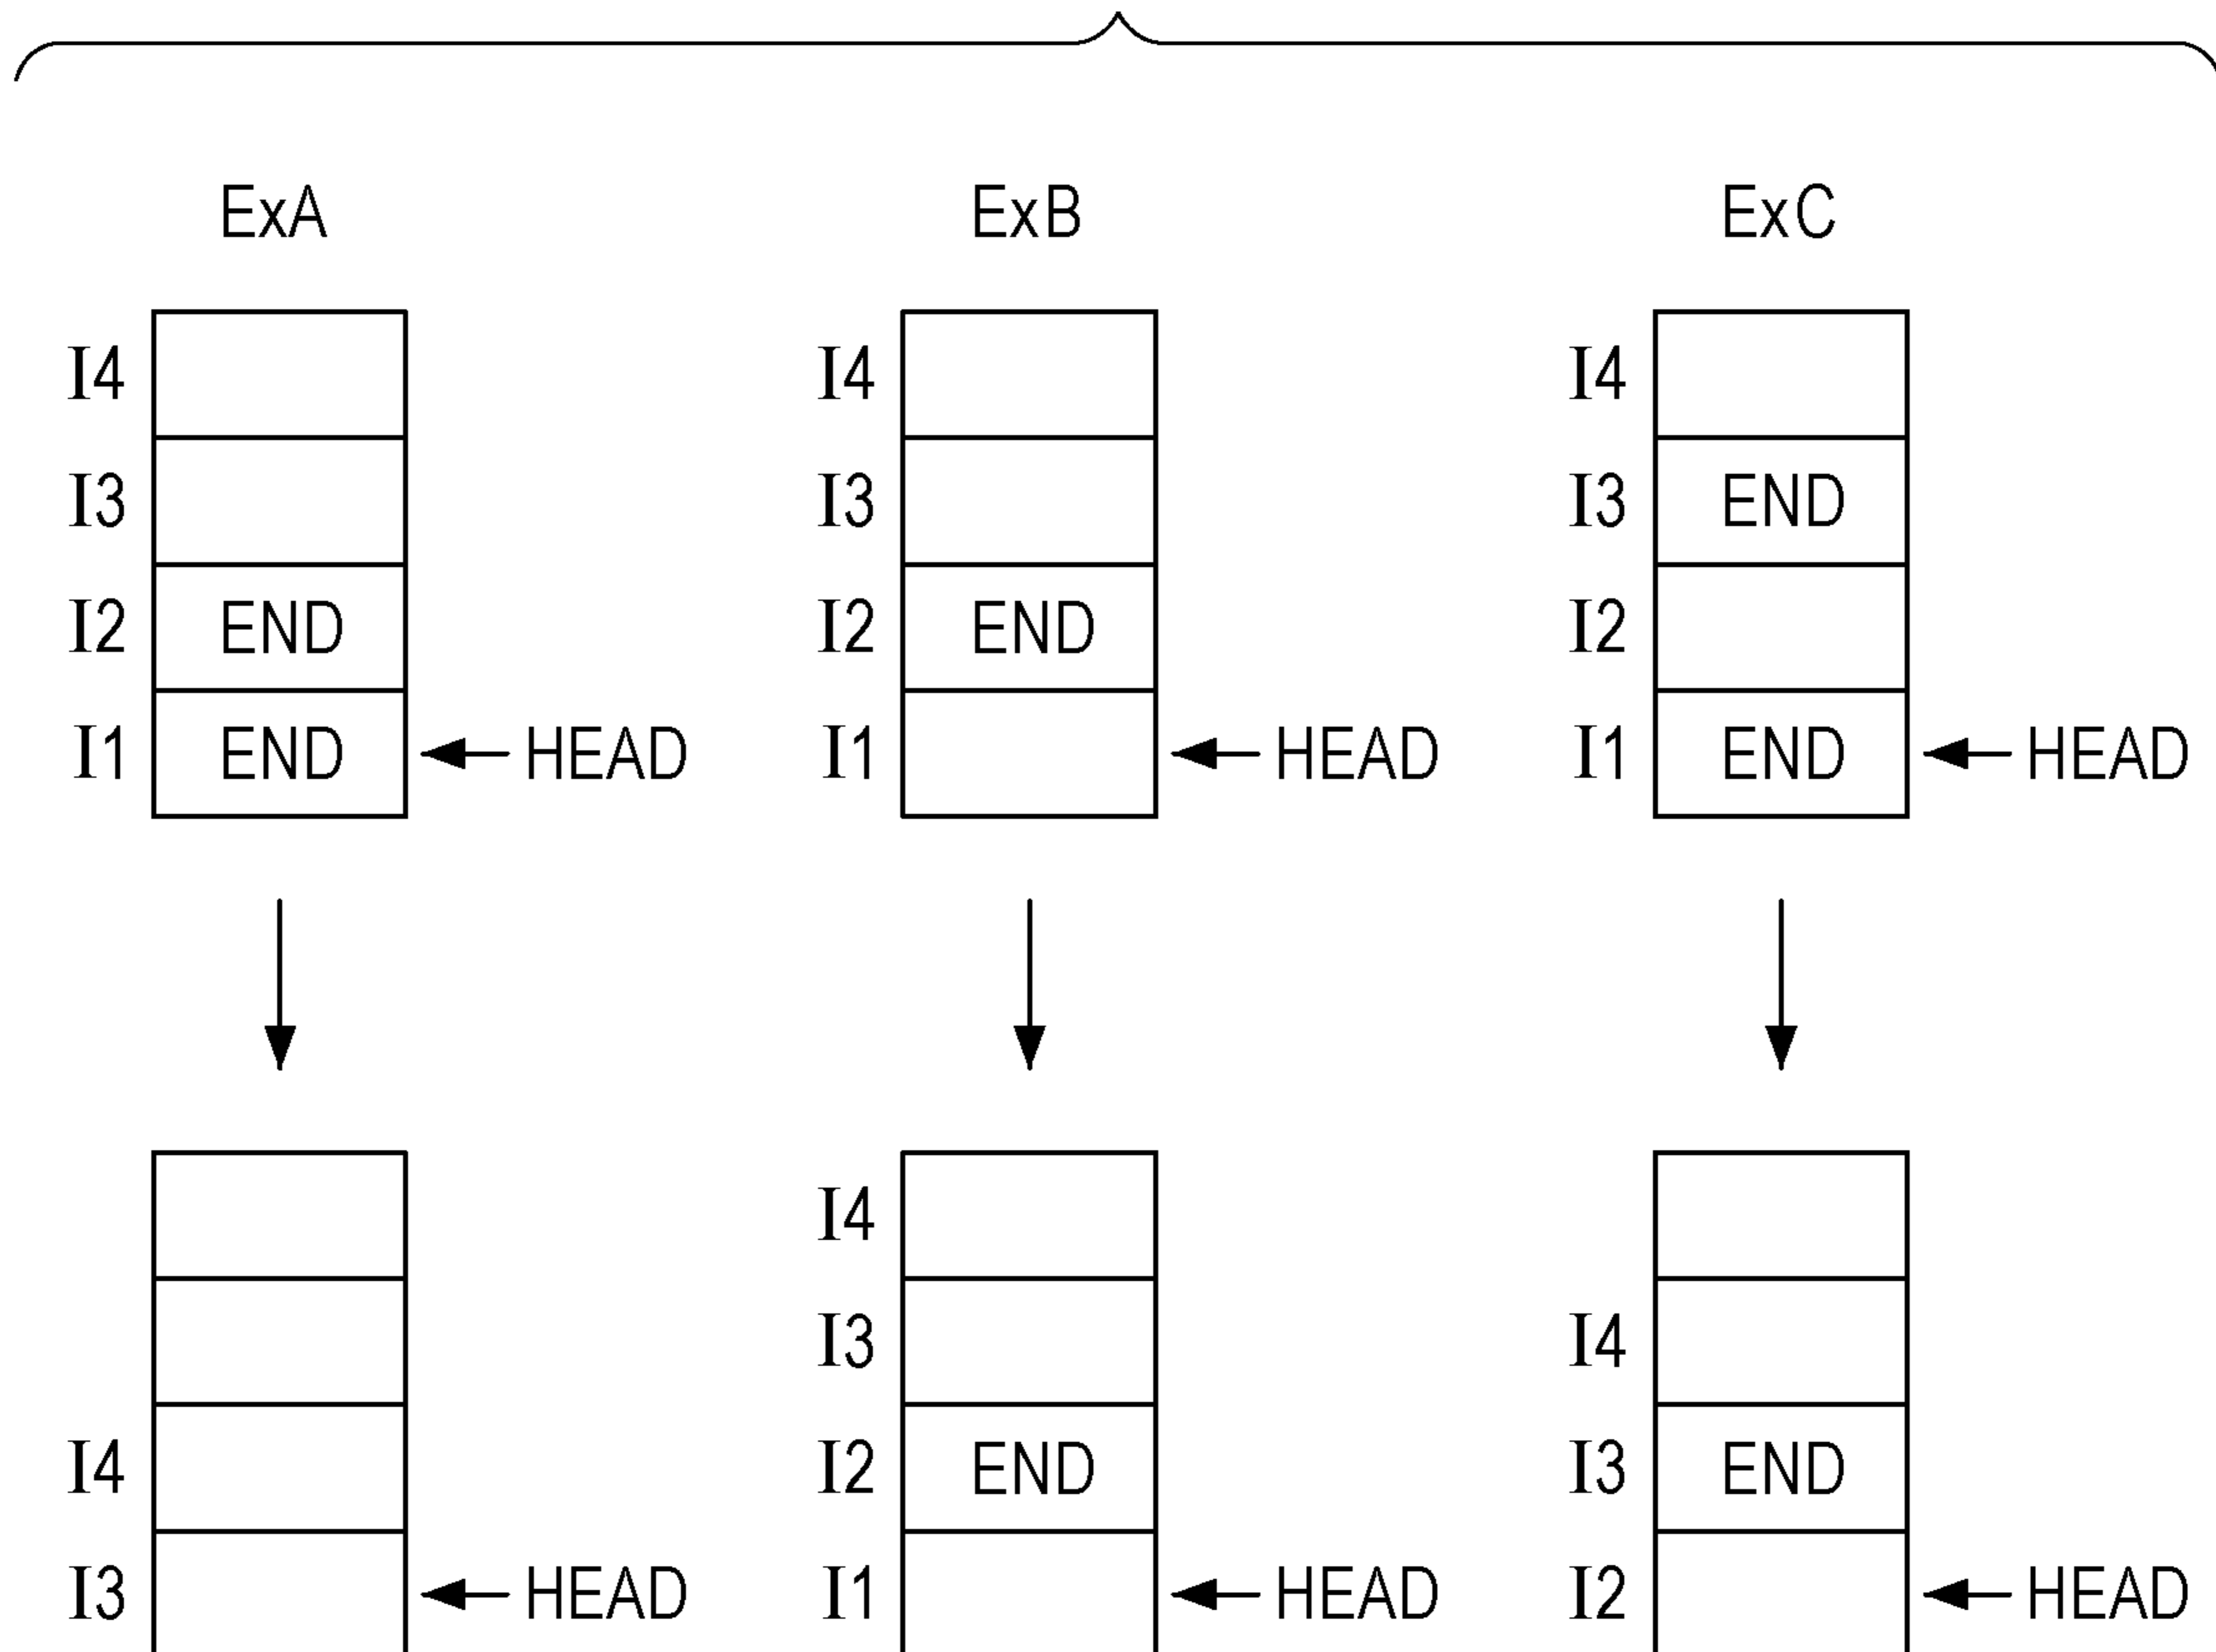 ExA ExB ExC
I4 I4 I4
I3 I3 I3 END
I2 END I2 END I2
I1 END HEAD I1 HEAD I1 END HEAD
I4
I3 I4
I4 I2 END I3 END
I3 HEAD I1 HEAD I2 HEAD